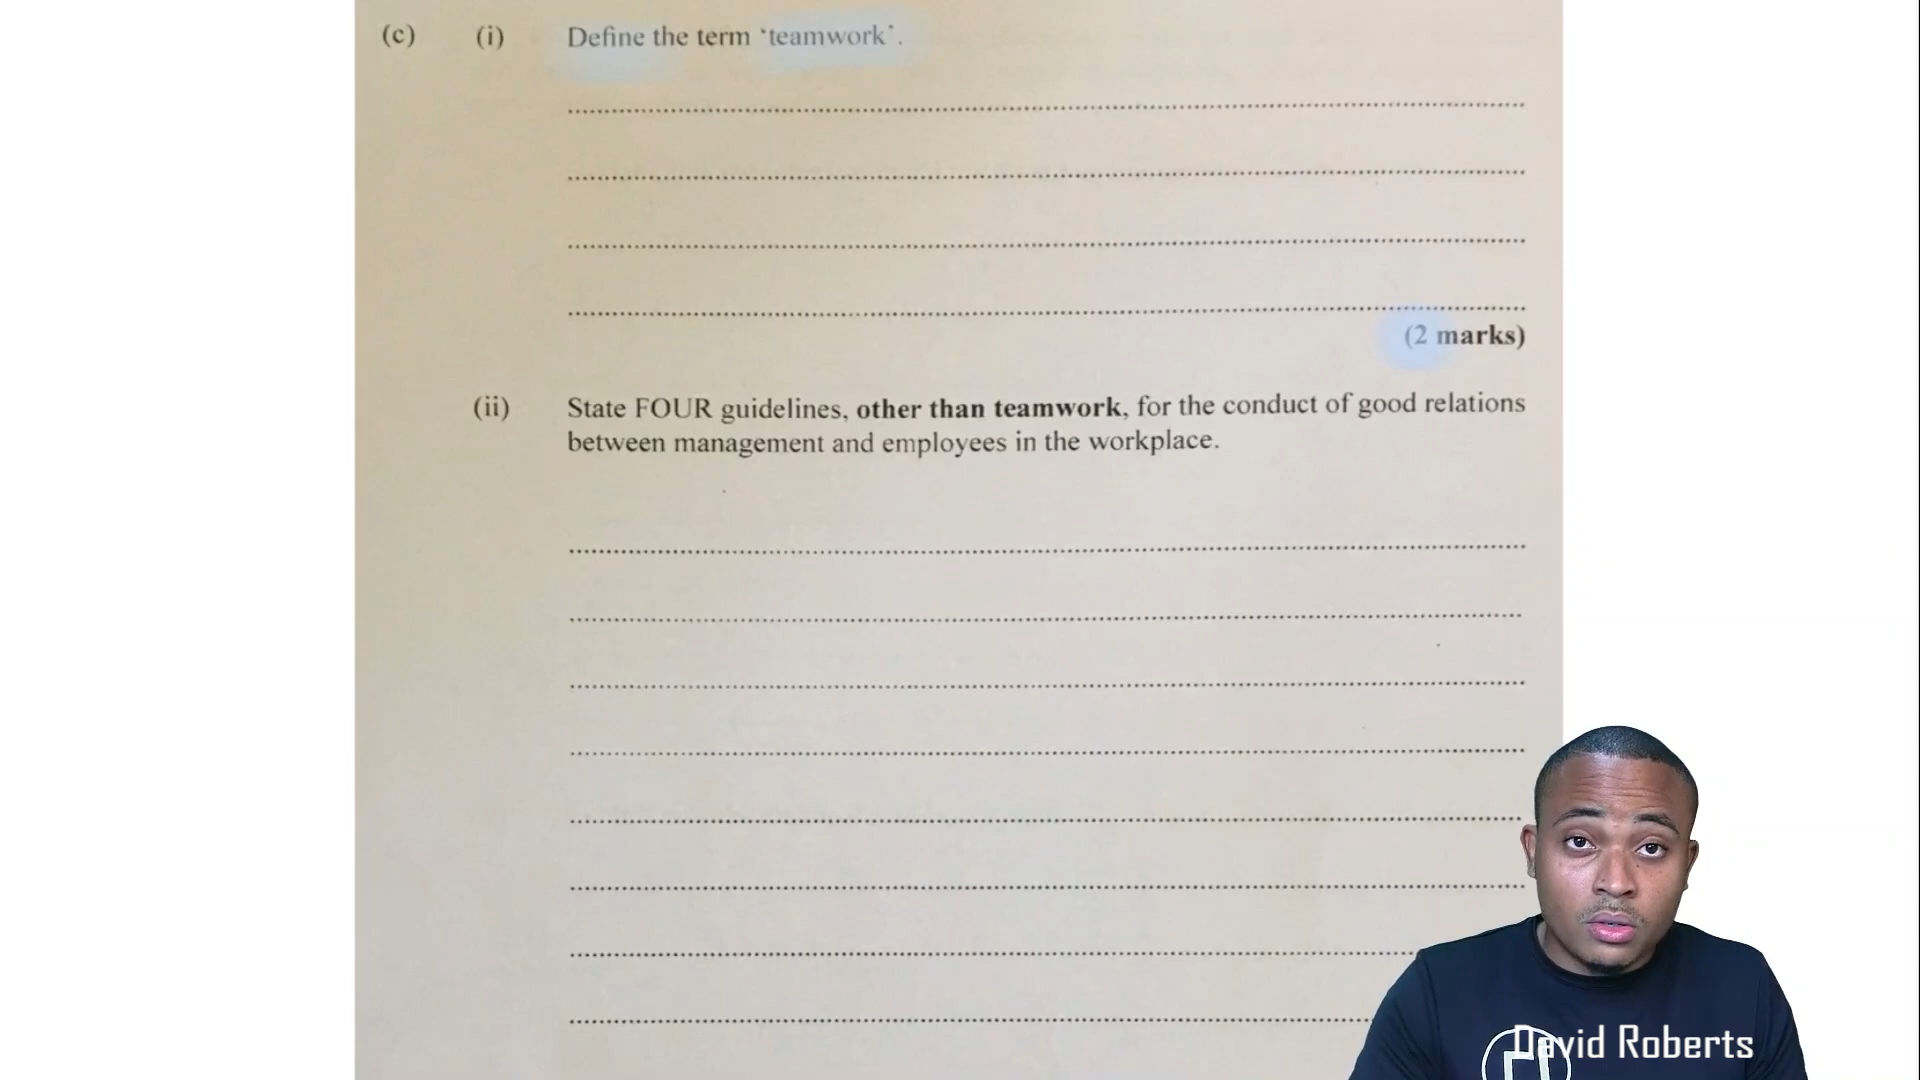 (c) (i) Define the term ‘teamwork’.
(2 marks)
(ii) State FOUR guidelines, other than teamwork, for the conduct of good relations
between management and employees in the workplace.
David Roberts